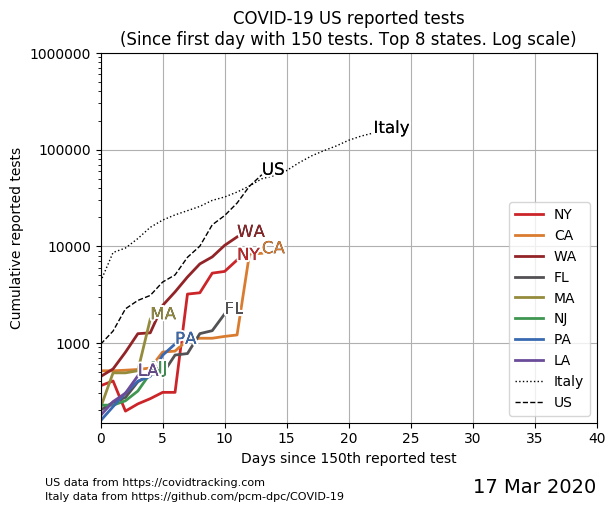 COVID-19 US reported tests
(Since first day with 150 tests. Top 8 states. Log scale)
Cumulative reported tests
1000000
100000
10000
1000
Italy
US
WA
CA
NY
FL
MA
PA
NJ
LA
NY
CA
WA
FL
MA
NJ
PA
LA
Italy
US
0 5 10 15 20 25 30 35 40
Days since 150th reported test
US data from https://covidtracking.com
Italy data from https://github.com/pcm-dpc/COVID-19
17 Mar 2020